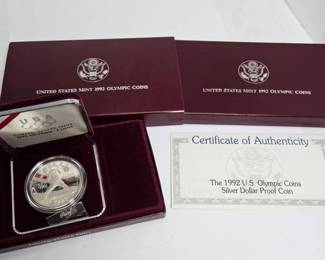 UNITED STATES MINT 1992 OLYMPIC COINS
UNITED STATES MINT 1992 OLYMPIC COINS
USA
Certificate of Authenticity
The 1992 U.S. Olympic Coins
Silver Dollar Proof Coin